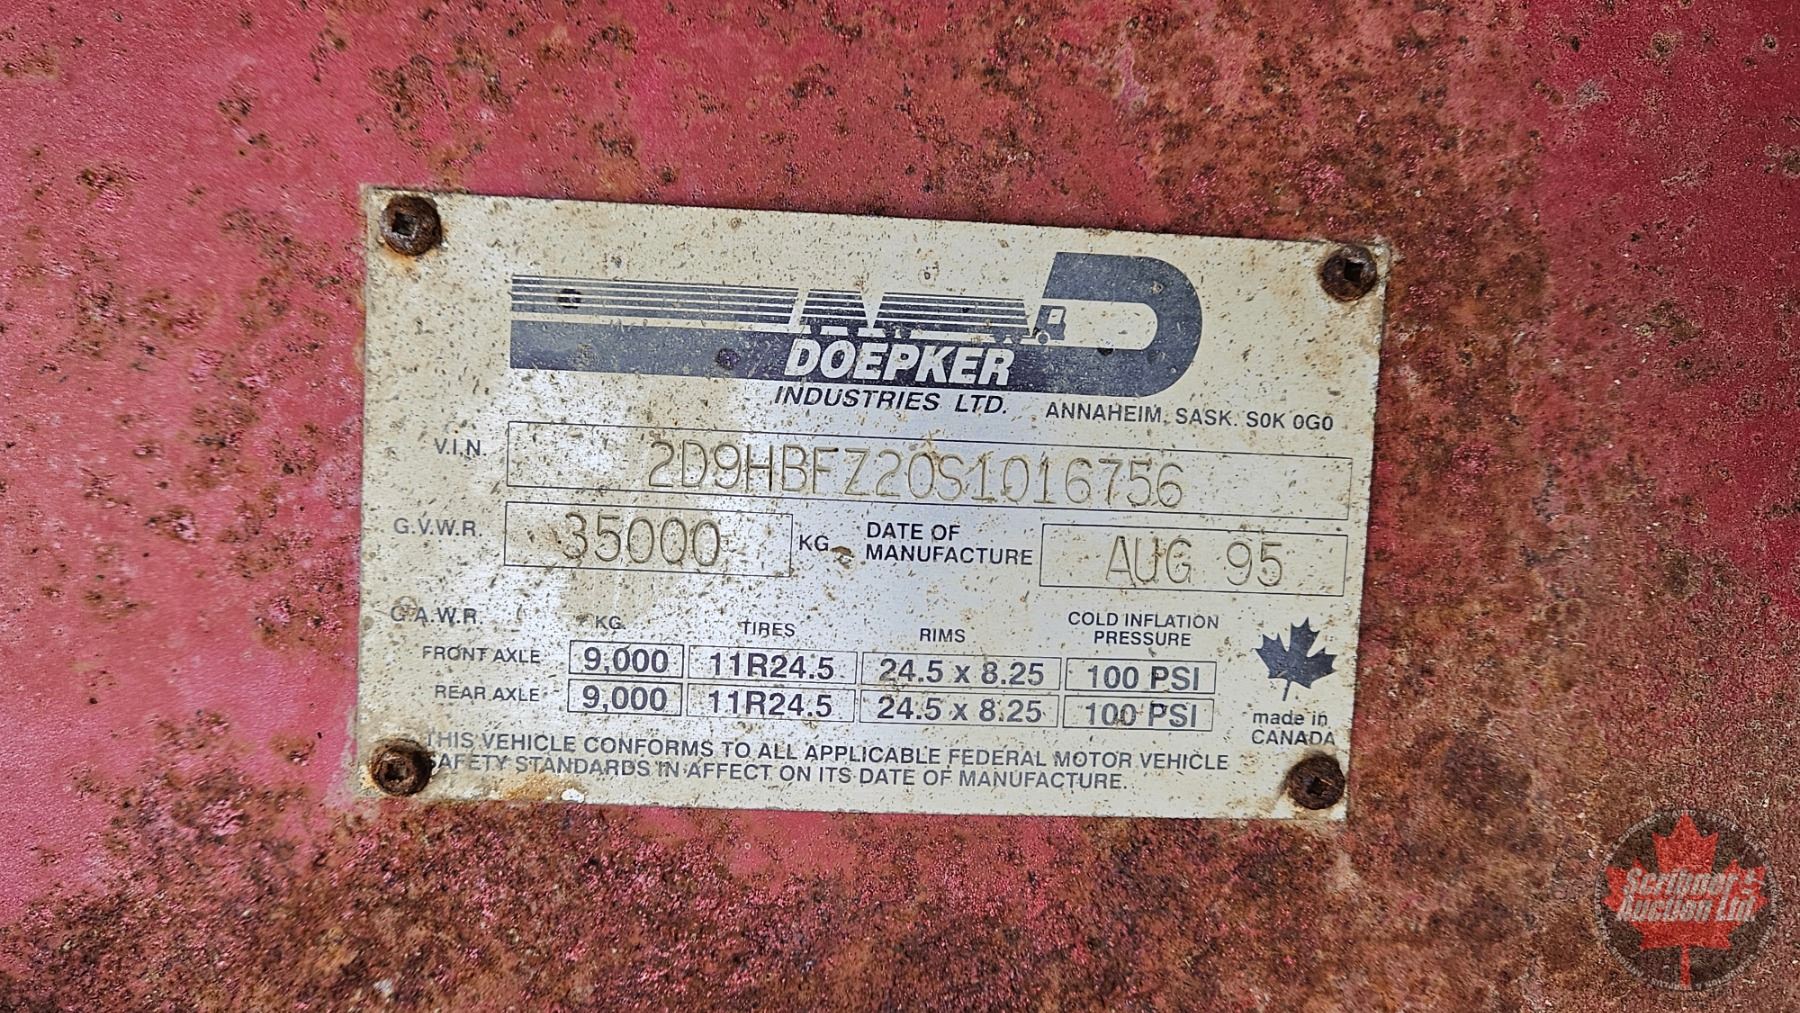 DOEPKER
INDUSTRIES LTD. ANNAHEIM, SASK. S0K 0G0
V.I.N. 2D9HBFZ20S1016756
G.V.W.R. 35000 KG DATE OF MANUFACTURE AUG 95
G.A.W.R. KG. TIRES RIMS COLD INFLATION PRESSURE
FRONT AXLE 9,000 11R24.5 24.5 x 8.25 100 PSI
REAR AXLE 9,000 11R24.5 24.5 x 8.25 100 PSI
made in
CANADA
THIS VEHICLE CONFORMS TO ALL APPLICABLE FEDERAL MOTOR VEHICLE
SAFETY STANDARDS IN AFFECT ON ITS DATE OF MANUFACTURE.
Scribner
Auction Ltd.